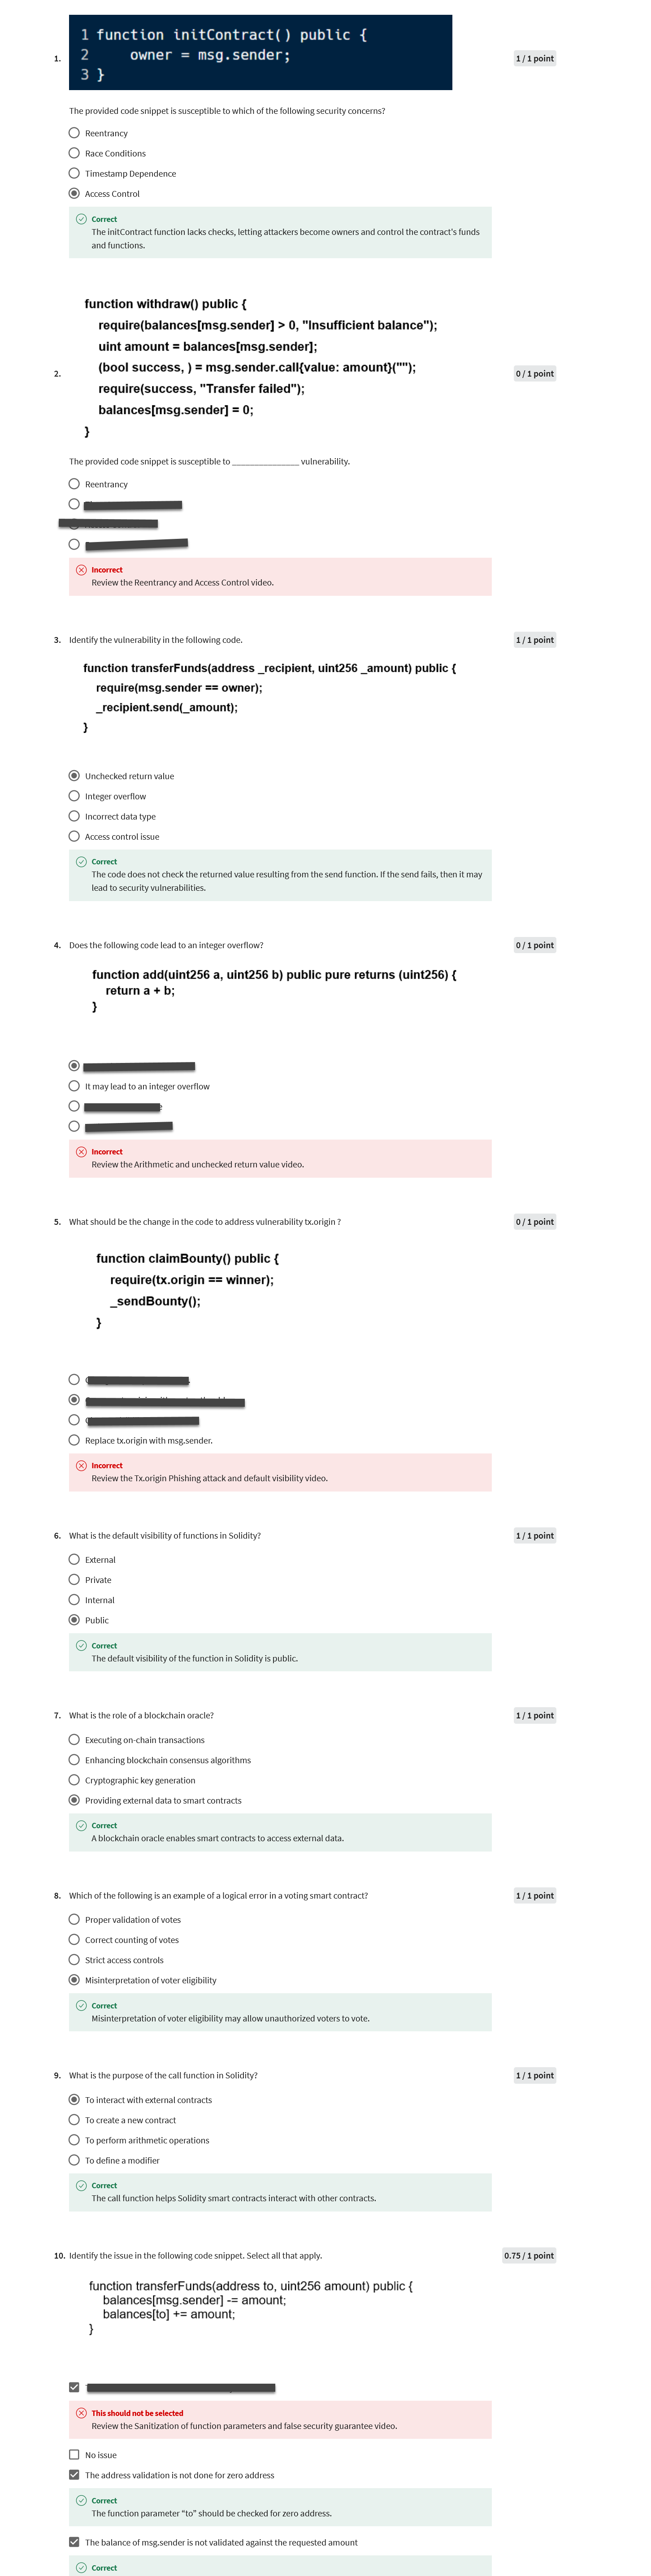 1 function initContract() public {
2 owner = msg.sender;
3 }
1.
1 / 1 point
The provided code snippet is susceptible to which of the following security concerns?
Reentrancy
Race Conditions
Timestamp Dependence
Access Control
Correct
The initContract function lacks checks, letting attackers become owners and control the contract's funds
and functions.
function withdraw() public {
require(balances[msg.sender] > 0, "Insufficient balance");
uint amount = balances[msg.sender];
(bool success, ) = msg.sender.call{value: amount}("");
require(success, "Transfer failed");
balances[msg.sender] = 0;
}
2.
0 / 1 point
The provided code snippet is susceptible to _______________ vulnerability.
Reentrancy
Incorrect
Review the Reentrancy and Access Control video.
3. Identify the vulnerability in the following code.
1 / 1 point
function transferFunds(address _recipient, uint256 _amount) public {
require(msg.sender == owner);
_recipient.send(_amount);
}
Unchecked return value
Integer overflow
Incorrect data type
Access control issue
Correct
The code does not check the returned value resulting from the send function. If the send fails, then it may
lead to security vulnerabilities.
4. Does the following code lead to an integer overflow?
0 / 1 point
function add(uint256 a, uint256 b) public pure returns (uint256) {
return a + b;
}
It may lead to an integer overflow
Incorrect
Review the Arithmetic and unchecked return value video.
5. What should be the change in the code to address vulnerability tx.origin ?
0 / 1 point
function claimBounty() public {
require(tx.origin == winner);
_sendBounty();
}
Replace tx.origin with msg.sender.
Incorrect
Review the Tx.origin Phishing attack and default visibility video.
6. What is the default visibility of functions in Solidity?
1 / 1 point
External
Private
Internal
Public
Correct
The default visibility of the function in Solidity is public.
7. What is the role of a blockchain oracle?
1 / 1 point
Executing on-chain transactions
Enhancing blockchain consensus algorithms
Cryptographic key generation
Providing external data to smart contracts
Correct
A blockchain oracle enables smart contracts to access external data.
8. Which of the following is an example of a logical error in a voting smart contract?
1 / 1 point
Proper validation of votes
Correct counting of votes
Strict access controls
Misinterpretation of voter eligibility
Correct
Misinterpretation of voter eligibility may allow unauthorized voters to vote.
9. What is the purpose of the call function in Solidity?
1 / 1 point
To interact with external contracts
To create a new contract
To perform arithmetic operations
To define a modifier
Correct
The call function helps Solidity smart contracts interact with other contracts.
10. Identify the issue in the following code snippet. Select all that apply.
0.75 / 1 point
function transferFunds(address to, uint256 amount) public {
balances[msg.sender] -= amount;
balances[to] += amount;
}
This should not be selected
Review the Sanitization of function parameters and false security guarantee video.
No issue
The address validation is not done for zero address
Correct
The function parameter "to" should be checked for zero address.
The balance of msg.sender is not validated against the requested amount
Correct